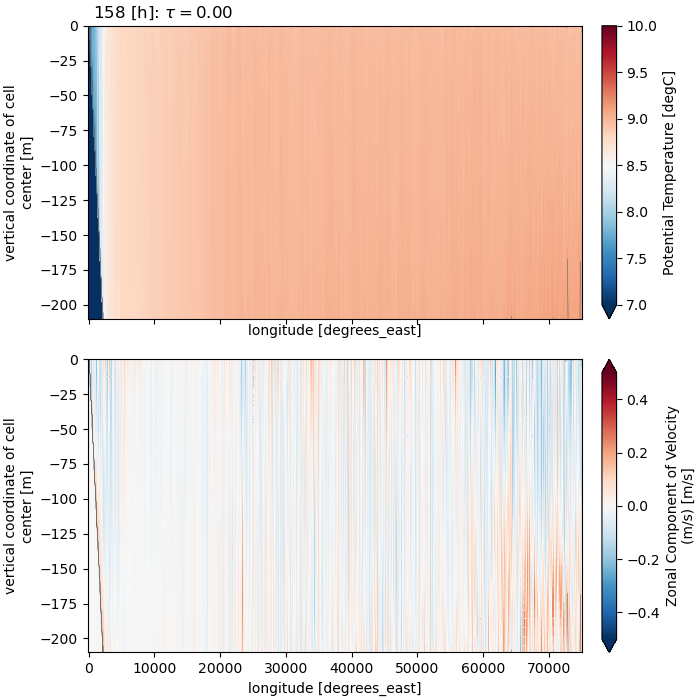 158 [h]: τ = 0.00
0
−25
−50
−75
−100
−125
−150
−175
−200
vertical coordinate of cell
center [m]
longitude [degrees_east]
10.0
9.5
9.0
8.5
8.0
7.5
7.0
Potential Temperature [degC]
0
−25
−50
−75
−100
−125
−150
−175
−200
vertical coordinate of cell
center [m]
0 10000 20000 30000 40000 50000 60000 70000
longitude [degrees_east]
0.4
0.2
0.0
−0.2
−0.4
Zonal Component of Velocity
(m/s) [m/s]